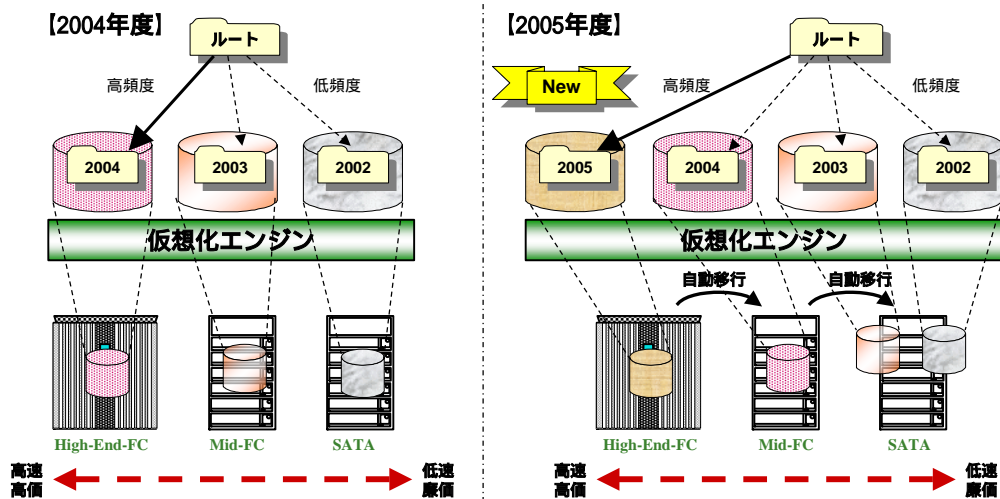 【2004年度】
ルート
高頻度
低頻度
2004
2003
2002
仮想化エンジン
High-End-FC
Mid-FC
SATA
高速
高価
低速
廉価
【2005年度】
ルート
New
高頻度
低頻度
2005
2004
2003
2002
仮想化エンジン
自動移行
自動移行
High-End-FC
Mid-FC
SATA
高速
高価
低速
廉価